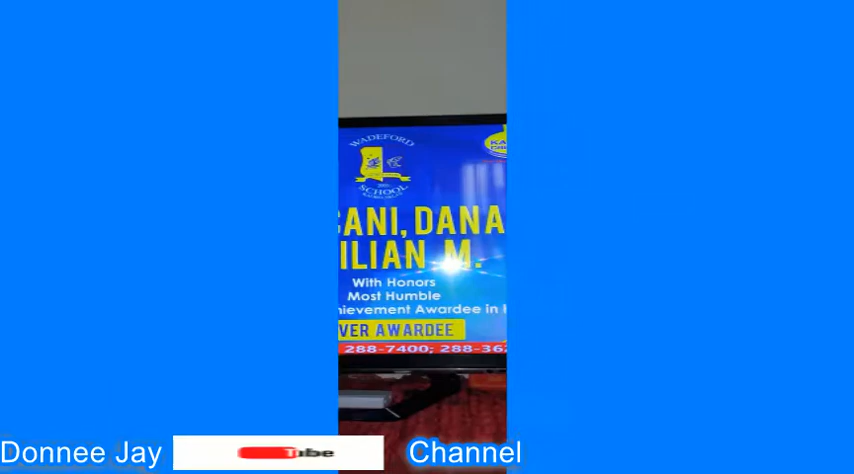 WADEFORD
SCHOOL
CANI, DANA
ILIAN M.
With Honors
Most Humble
hievement Awardee in
VER AWARDEE
288-7400; 288-36
Donnee Jay Tube Channel